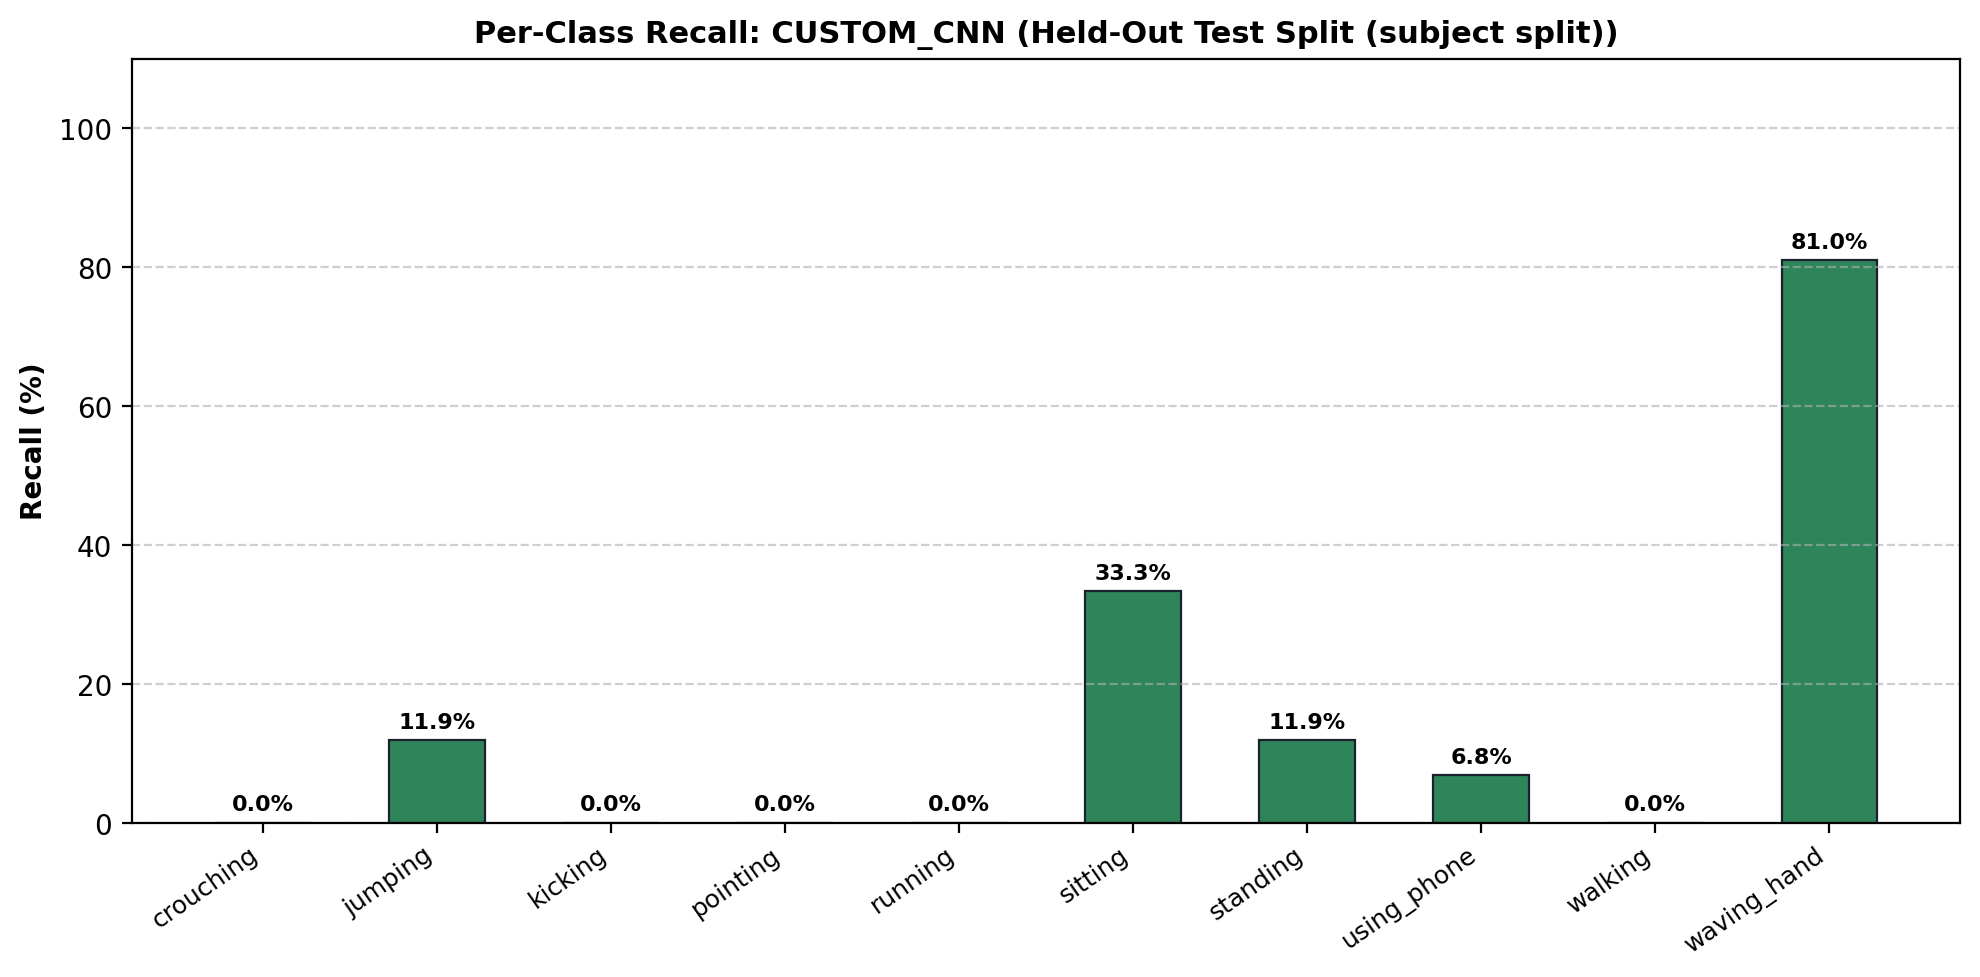 Per-Class Recall: CUSTOM_CNN (Held-Out Test Split (subject split))
Recall (%)
100
80
60
40
20
0
0.0%
11.9%
0.0%
0.0%
0.0%
33.3%
11.9%
6.8%
0.0%
81.0%
crouching
jumping
kicking
pointing
running
sitting
standing
using_phone
walking
waving_hand